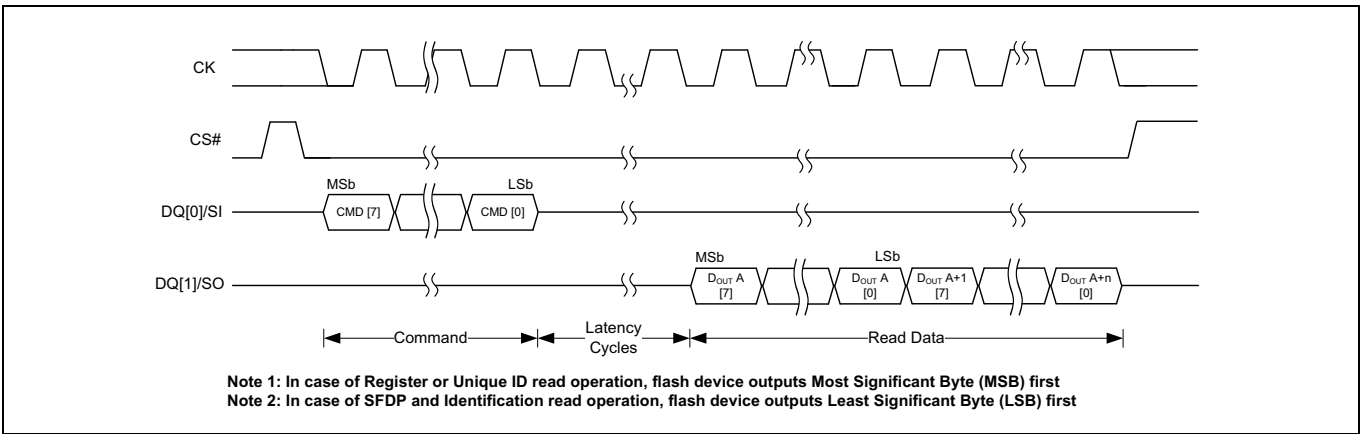 CK
CS#
MSb LSb
DQ[0]/SI CMD [7] CMD [0]
MSb LSb
DQ[1]/SO DOUT A [7] DOUT A [0] DOUT A+1 [7] DOUT A+n [0]
Command Latency Cycles Read Data
Note 1: In case of Register or Unique ID read operation, flash device outputs Most Significant Byte (MSB) first
Note 2: In case of SFDP and Identification read operation, flash device outputs Least Significant Byte (LSB) first